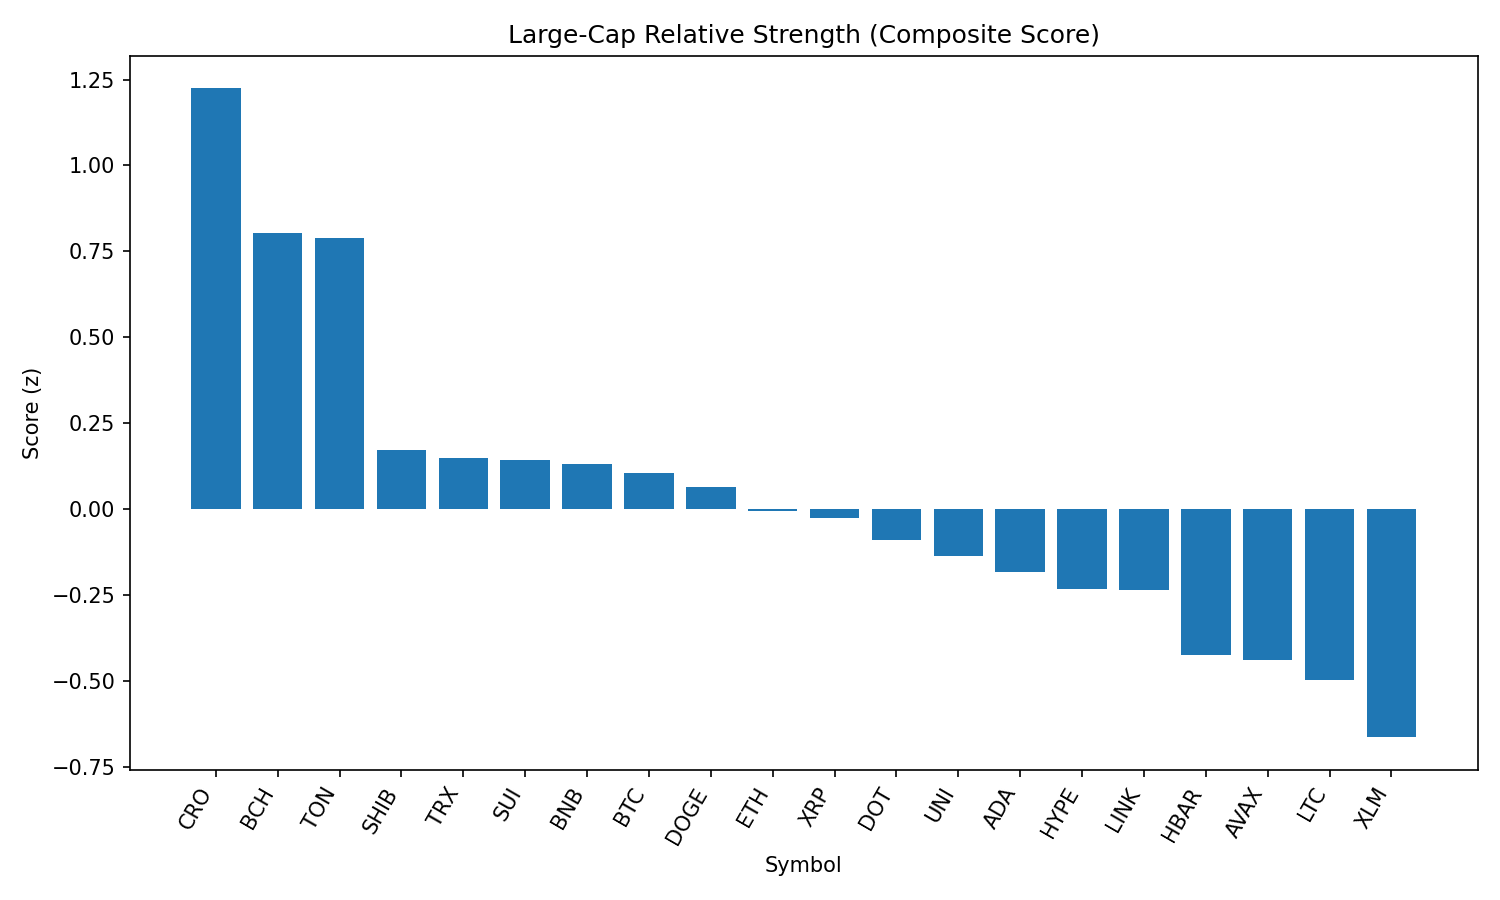 Large-Cap Relative Strength (Composite Score)
Score (z)
1.25
1.00
0.75
0.50
0.25
0.00
−0.25
−0.50
−0.75
CRO
BCH
TON
SHIB
TRX
SUI
BNB
BTC
DOGE
ETH
XRP
DOT
UNI
ADA
HYPE
LINK
HBAR
AVAX
LTC
XLM
Symbol